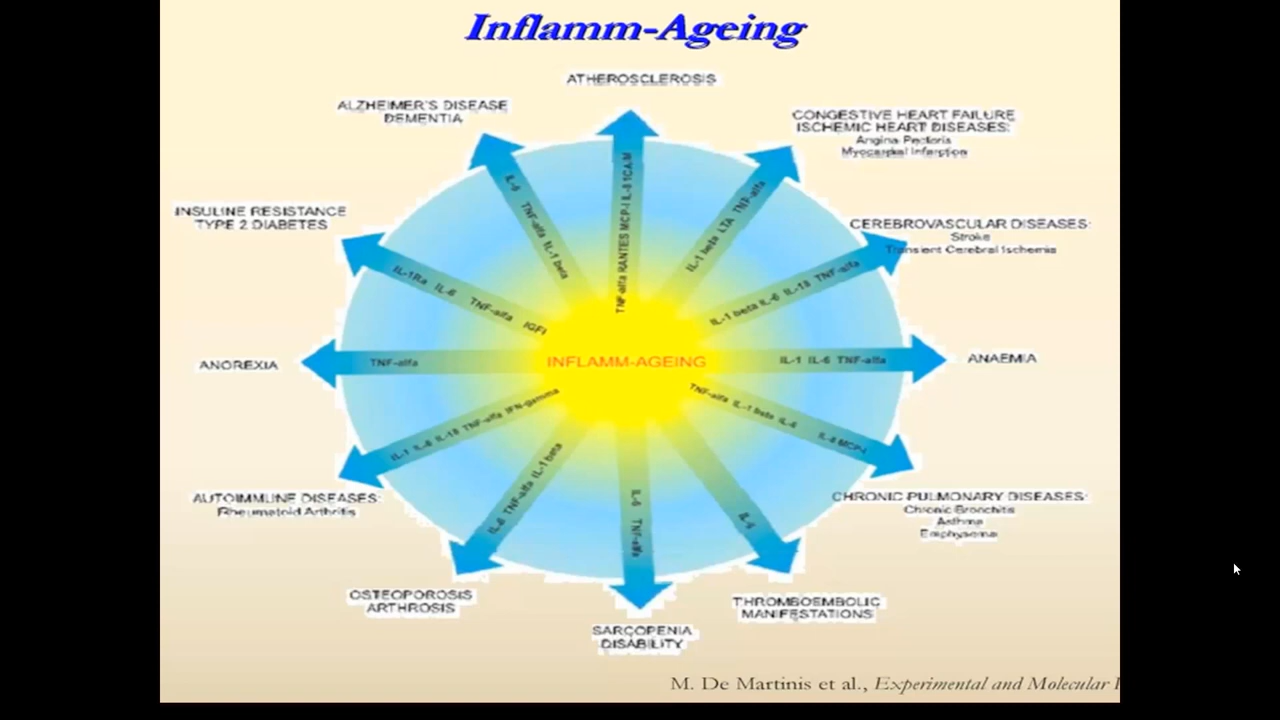 Inflamm-Ageing
ATHEROSCLEROSIS
ALZHEIMER'S DISEASE
DEMENTIA
CONGESTIVE HEART FAILURE
ISCHEMIC HEART DISEASES:
Angina Pectoris
Myocardial Infarction
INSULINE RESISTANCE
TYPE 2 DIABETES
CEREBROVASCULAR DISEASES:
Stroke
Transient Cerebral Ischemia
IL-6 TNF-alfa IL-1 beta
TNF-alfa RANTES MCP-I IL-8 ICAM
IL-1 beta LTA TNF-alfa
IL-1Ra IL-6 TNF-alfa IGFI
IL-1 beta IL-6 IL-18 TNF-alfa
ANOREXIA
TNF-alfa
INFLAMM-AGEING
IL-1 IL-6 TNF-alfa
ANAEMIA
IL-1 IL-6 IL-18 TNF-alfa IFN-gamma
TNF-alfa IL-1 beta IL-6 IL-8 MCP-I
IL-6 TNF-alfa IL-1 beta
IL-6 TNF-alfa
IL-6
AUTOIMMUNE DISEASES:
Rheumatoid Arthritis
CHRONIC PULMONARY DISEASES:
Chronic Bronchitis
Asthma
Emphysema
OSTEOPOROSIS
ARTHROSIS
THROMBOEMBOLIC
MANIFESTATIONS
SARCOPENIA
DISABILITY
M. De Martinis et al., Experimental and Molecular